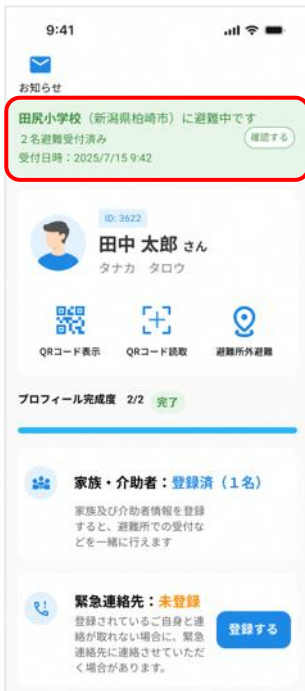 9:41
お知らせ
田尻小学校（新潟県柏崎市）に避難中です
2名避難受付済み
確認する
受付日時：2025/7/15 9:42
ID: 3622
田中 太郎 さん
タナカ タロウ
QRコード表示 QRコード読取 避難所外避難
プロフィール完成度 2/2 完了
家族・介助者：登録済（１名）
家族及び介助者情報を登録
すると、避難所での受付な
どを一緒に行えます
緊急連絡先：未登録
登録されているご自身と連
絡が取れない場合に、緊急
連絡先に連絡させていただ
く場合があります。
登録する